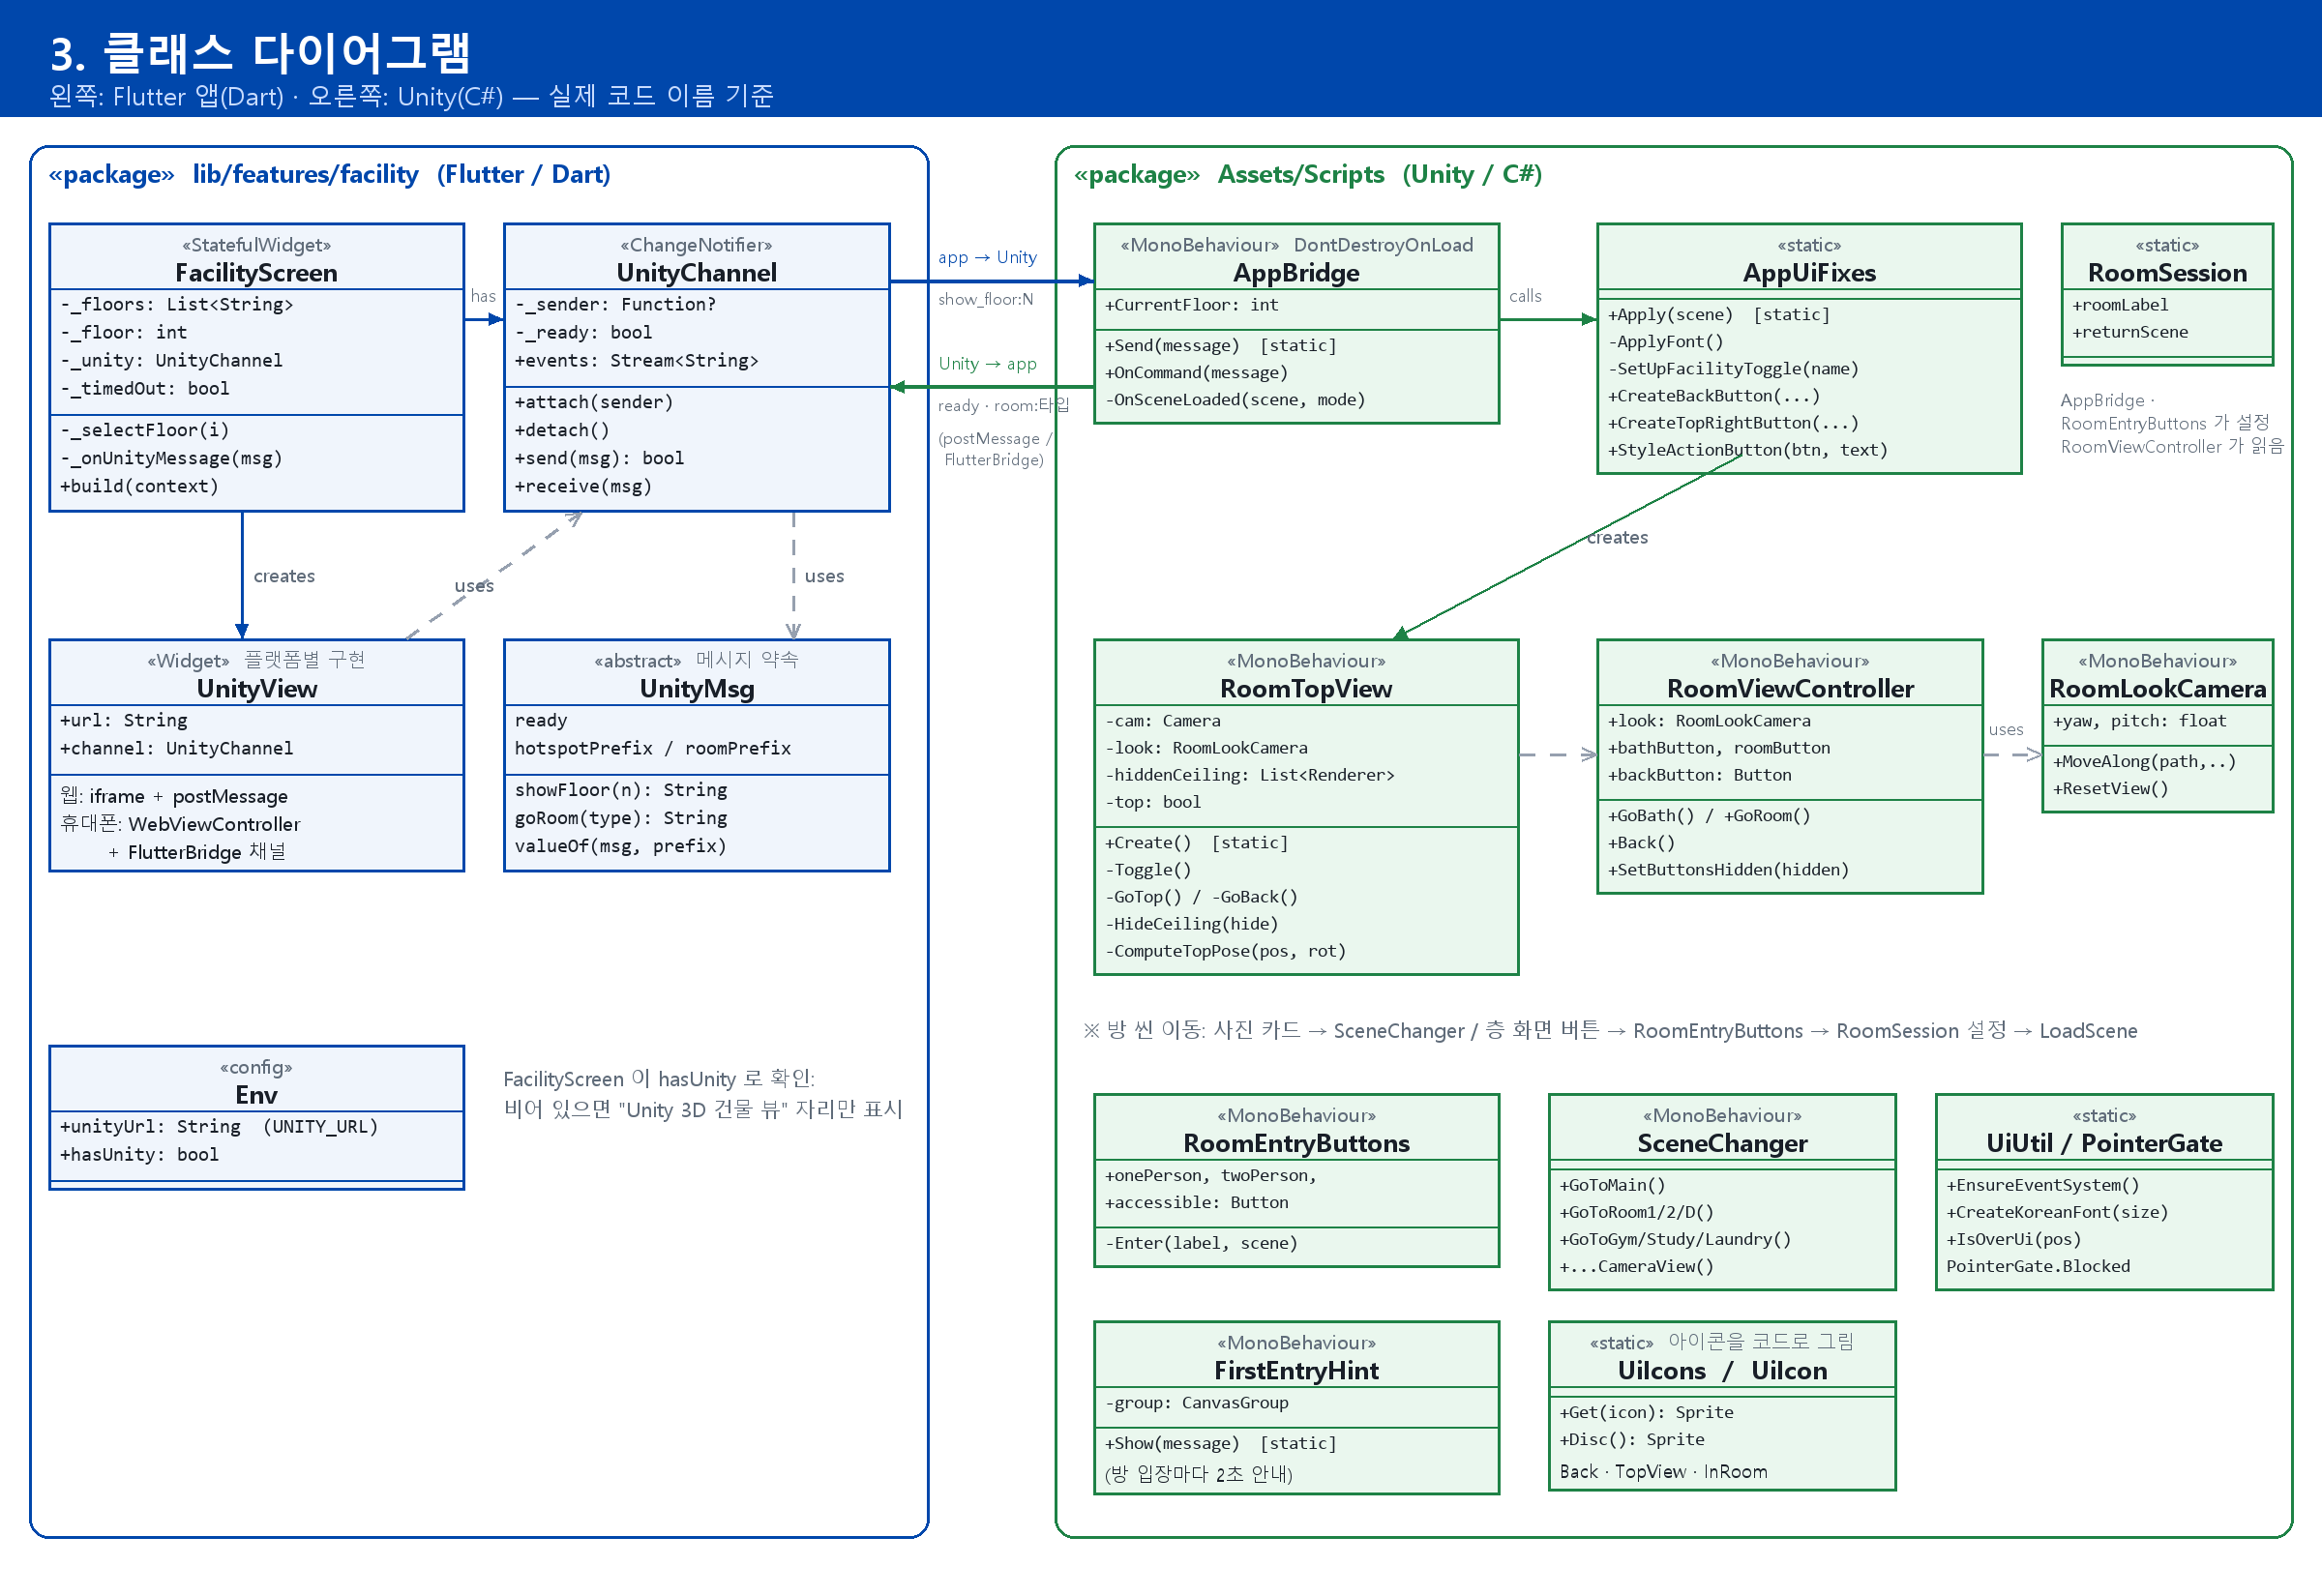 3. 클래스 다이어그램
왼쪽: Flutter 앱(Dart) · 오른쪽: Unity(C#) — 실제 코드 이름 기준
«package» lib/features/facility (Flutter / Dart)
«StatefulWidget»
FacilityScreen
-_floors: List<String>
-_floor: int
-_unity: UnityChannel
-_timedOut: bool
-_selectFloor(i)
-_onUnityMessage(msg)
+build(context)
has
«ChangeNotifier»
UnityChannel
-_sender: Function?
-_ready: bool
+events: Stream<String>
+attach(sender)
+detach()
+send(msg): bool
+receive(msg)
creates
uses
uses
«Widget» 플랫폼별 구현
UnityView
+url: String
+channel: UnityChannel
웹: iframe + postMessage
휴대폰: WebViewController
+ FlutterBridge 채널
«abstract» 메시지 약속
UnityMsg
ready
hotspotPrefix / roomPrefix
showFloor(n): String
goRoom(type): String
valueOf(msg, prefix)
«config»
Env
+unityUrl: String (UNITY_URL)
+hasUnity: bool
FacilityScreen 이 hasUnity 로 확인:
비어 있으면 "Unity 3D 건물 뷰" 자리만 표시
app → Unity
show_floor:N
Unity → app
ready · room:타입
(postMessage /
FlutterBridge)
«package» Assets/Scripts (Unity / C#)
«MonoBehaviour» DontDestroyOnLoad
AppBridge
+CurrentFloor: int
+Send(message) [static]
+OnCommand(message)
-OnSceneLoaded(scene, mode)
calls
«static»
AppUiFixes
+Apply(scene) [static]
-ApplyFont()
-SetUpFacilityToggle(name)
+CreateBackButton(...)
+CreateTopRightButton(...)
+StyleActionButton(btn, text)
«static»
RoomSession
+roomLabel
+returnScene
AppBridge ·
RoomEntryButtons 가 설정
RoomViewController 가 읽음
creates
«MonoBehaviour»
RoomTopView
-cam: Camera
-look: RoomLookCamera
-hiddenCeiling: List<Renderer>
-top: bool
+Create() [static]
-Toggle()
-GoTop() / -GoBack()
-HideCeiling(hide)
-ComputeTopPose(pos, rot)
«MonoBehaviour»
RoomViewController
+look: RoomLookCamera
+bathButton, roomButton
+backButton: Button
+GoBath() / +GoRoom()
+Back()
+SetButtonsHidden(hidden)
uses
«MonoBehaviour»
RoomLookCamera
+yaw, pitch: float
+MoveAlong(path,..)
+ResetView()
※ 방 씬 이동: 사진 카드 → SceneChanger / 층 화면 버튼 → RoomEntryButtons → RoomSession 설정 → LoadScene
«MonoBehaviour»
RoomEntryButtons
+onePerson, twoPerson,
+accessible: Button
-Enter(label, scene)
«MonoBehaviour»
SceneChanger
+GoToMain()
+GoToRoom1/2/D()
+GoToGym/Study/Laundry()
+...CameraView()
«static»
UiUtil / PointerGate
+EnsureEventSystem()
+CreateKoreanFont(size)
+IsOverUi(pos)
PointerGate.Blocked
«MonoBehaviour»
FirstEntryHint
-group: CanvasGroup
+Show(message) [static]
(방 입장마다 2초 안내)
«static» 아이콘을 코드로 그림
UiIcons / UiIcon
+Get(icon): Sprite
+Disc(): Sprite
Back · TopView · InRoom